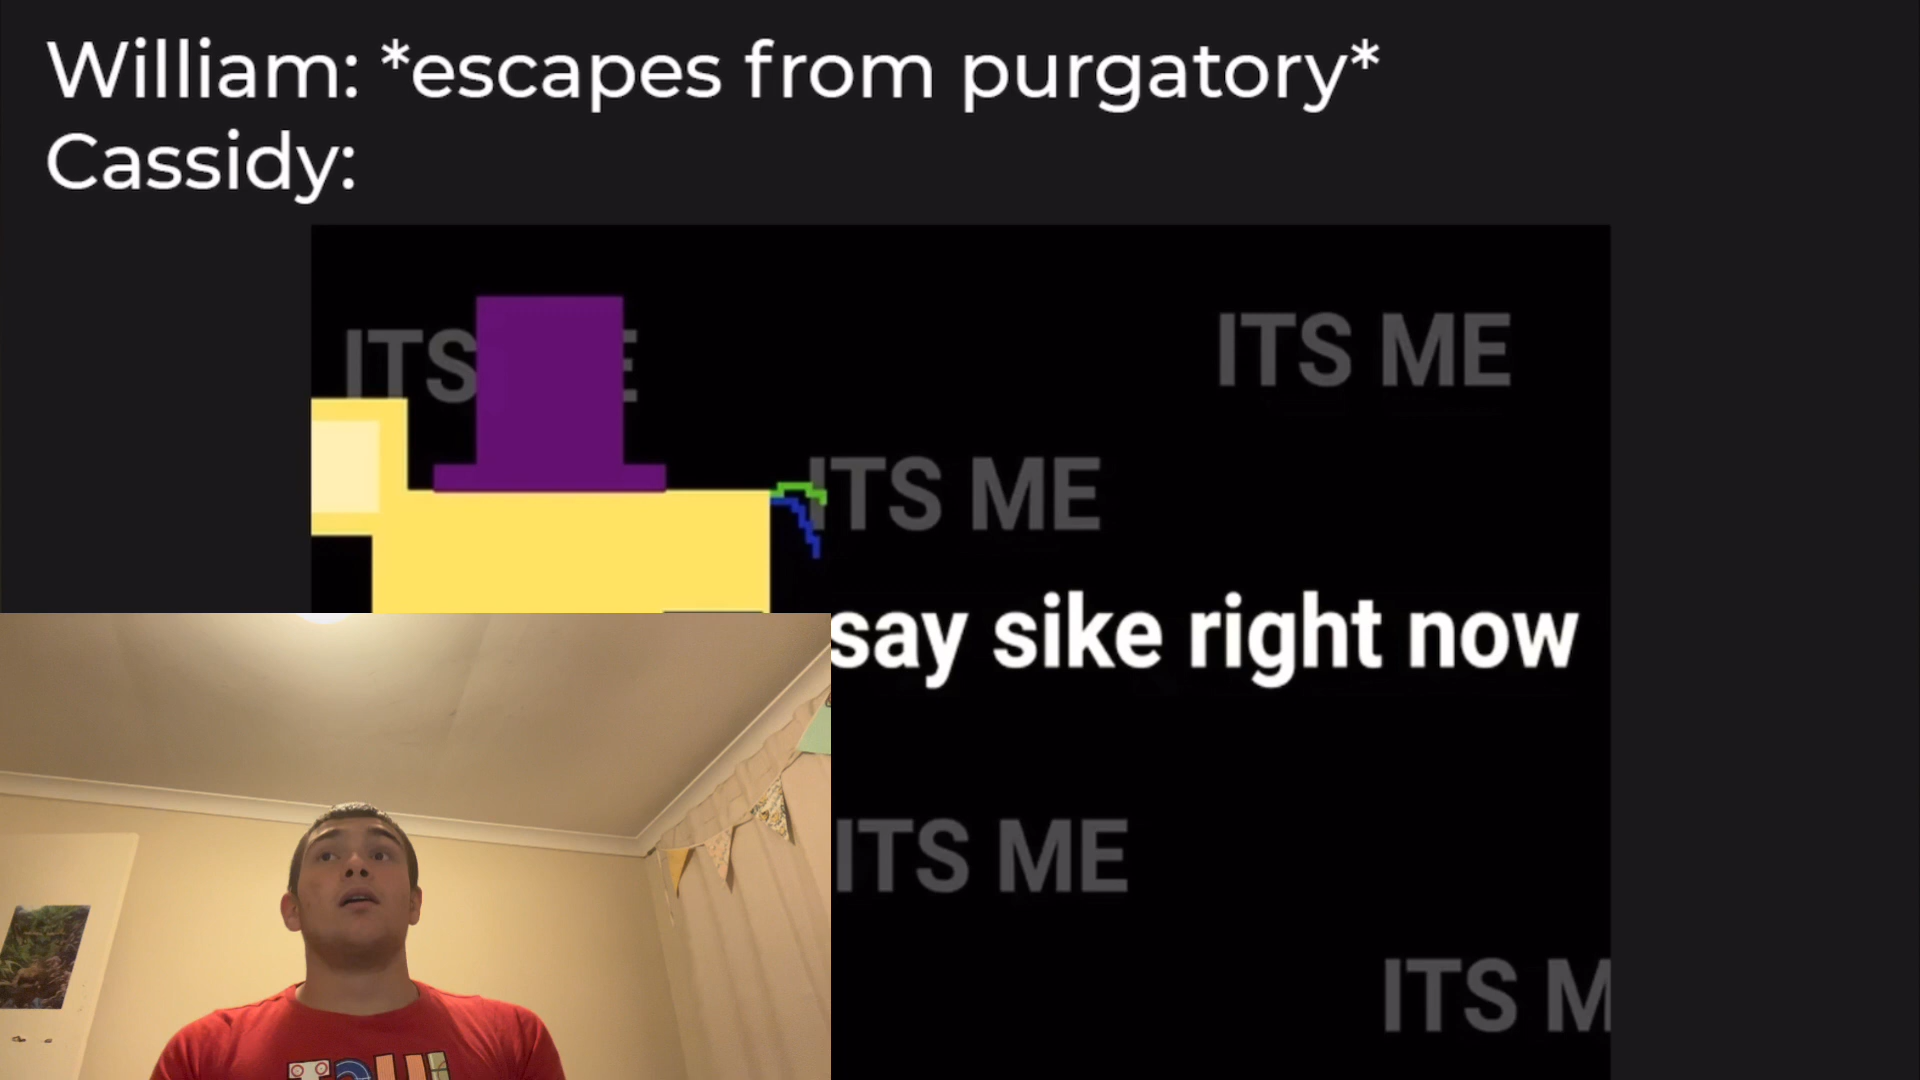 William: *escapes from purgatory*
Cassidy:
ITS
E
ITS ME
ITS ME
say sike right now
ITS ME
ITS M